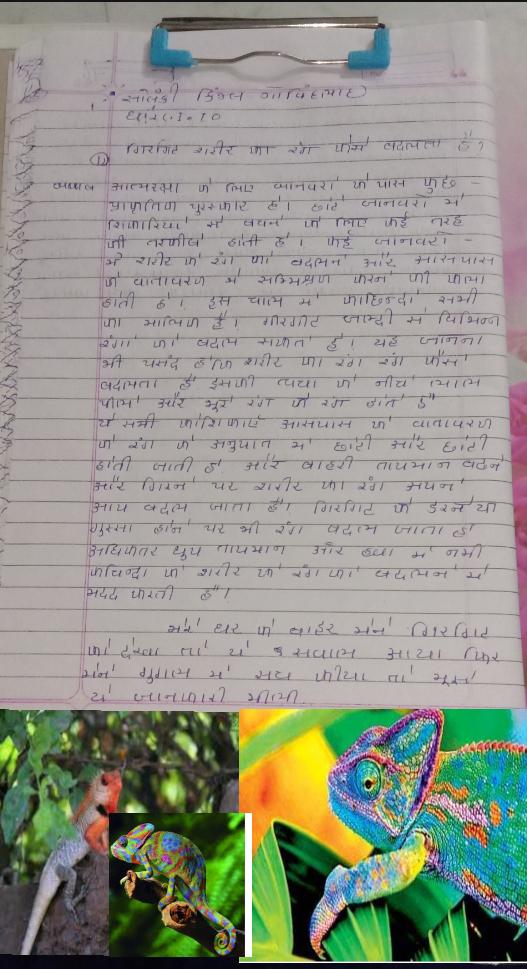 सोलंकी डिम्पल गोविंदभाई
धोरण. 10
गिरगिट शरीर का रंग कैसे बदलता है?
जवाब आत्मरक्षा के लिए जानवरों के पास कुछ -
प्राकृतिक पुरस्कार है। छोटे जानवरों में
शिकारियों से बचने के लिए कई तरह
की तरकीब होती है। कई जानवरों -
में शरीर के रंग को बदलने और आसपास
के वातावरण में सम्मिश्रण करने की कला
होती है। इस चाल में काचिन्दा सभी
का मालिक है। गिरगिट जल्दी से विभिन्न
रंगों को बदल सकते है। यह जानना
भी पसंद शरीर का रंग रंग कैसे
बदलता है इसकी त्वचा के नीचे लाल
काले और भूरे रंग के रंग होते है
ये सभी कोशिकाएं आसपास के वातावरण
के रंग के अनुपात में छोटी और छोटी
होती जाती है और बाहरी तापमान बढने
और गिरने पर शरीर का रंग अपने
आप बदल जाता है। गिरगिट के डरने या
गुस्सा होने पर भी रंग बदल जाता है
अधिकतर धूप तापमान और हवा में नमी
कचिन्दा के शरीर के रंग को बदलने में
मदद करती है।
मेरे घर के बाहर मैंने गिरगिट
को देखा तो ये सवाल आया फिर
मैंने गुगल में सर्च कीया तो मुझे
ये जानकारी मीली.